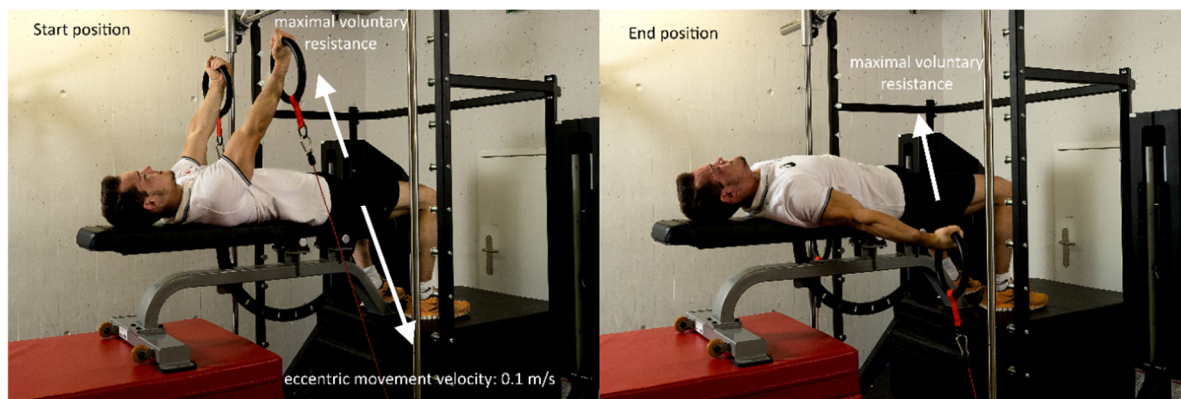 Start position
maximal voluntary
resistance
eccentric movement velocity: 0.1 m/s
End position
maximal voluntary
resistance